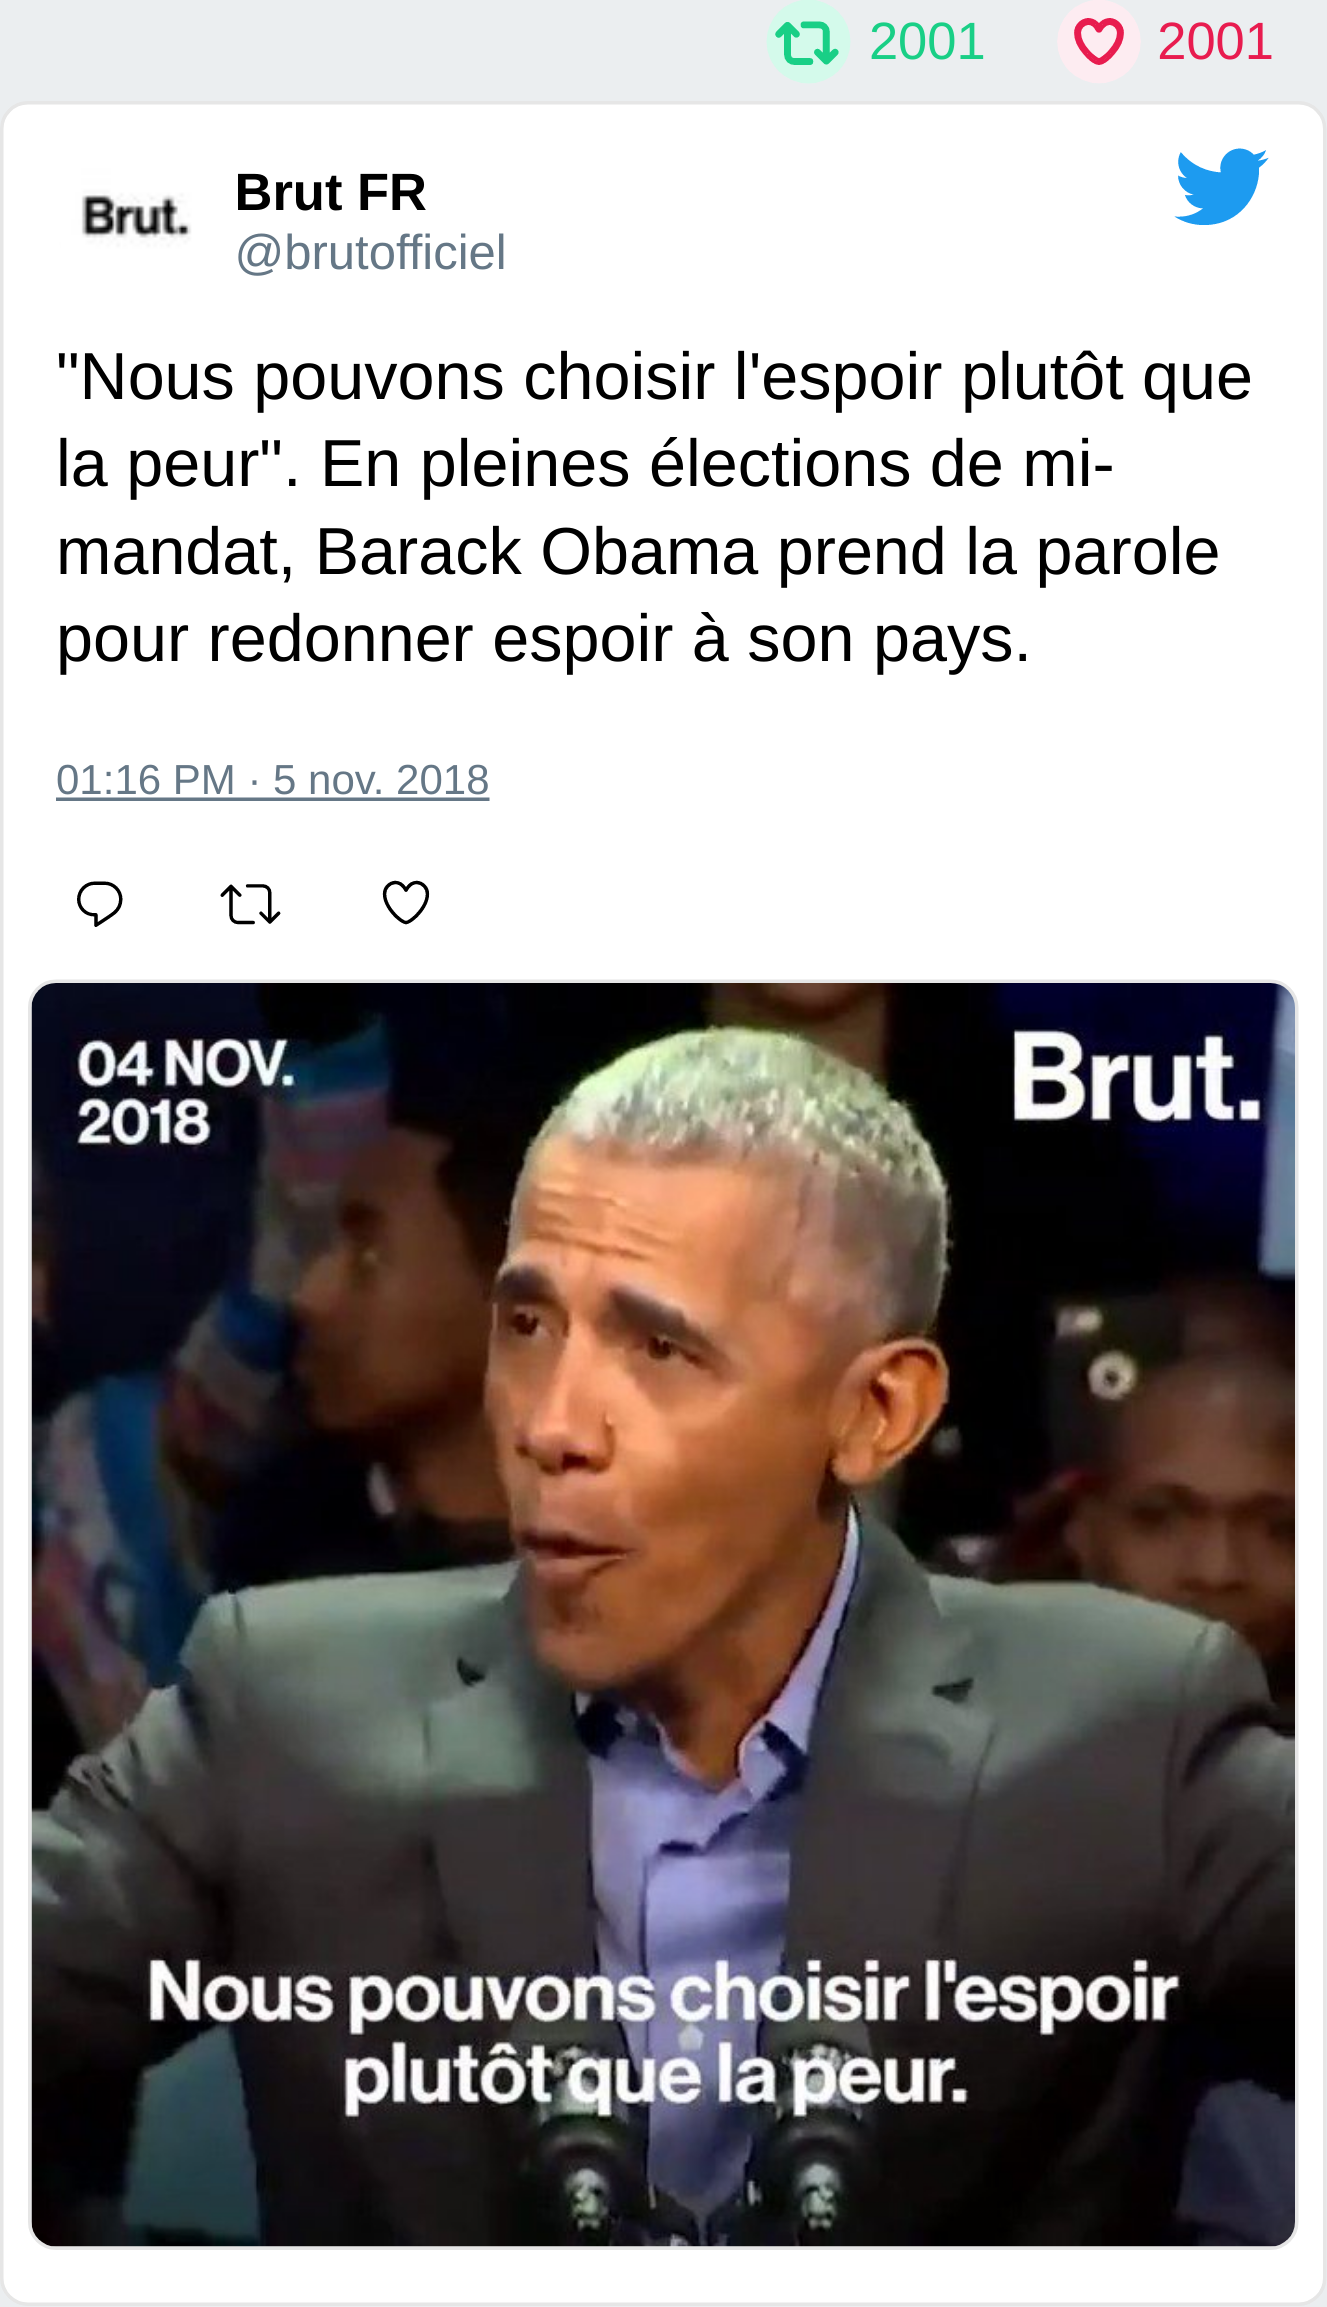 2001 2001
Brut.
Brut FR
@brutofficiel
"Nous pouvons choisir l'espoir plutôt que
la peur". En pleines élections de mi-
mandat, Barack Obama prend la parole
pour redonner espoir à son pays.
01:16 PM · 5 nov. 2018
04 NOV.
2018
Brut.
Nous pouvons choisir l'espoir
plutôt que la peur.